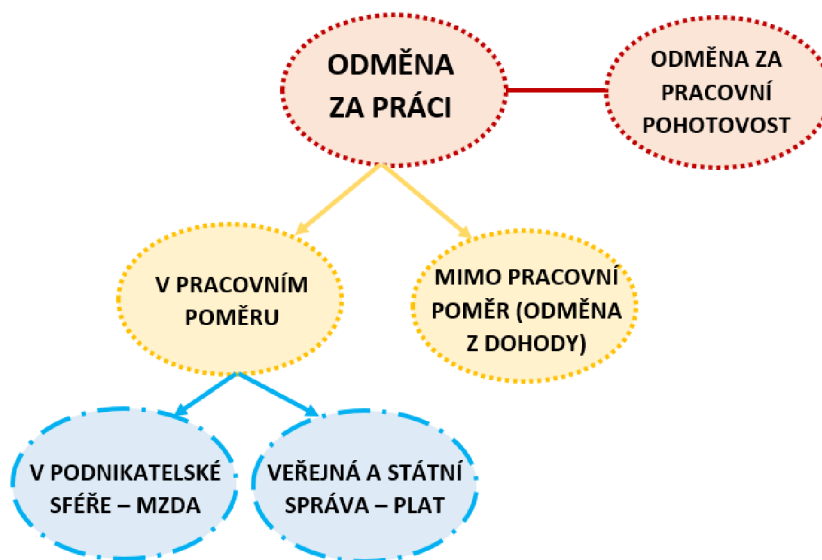 ODMĚNA
ZA PRÁCI
ODMĚNA ZA
PRACOVNÍ
POHOTOVOST
V PRACOVNÍM
POMĚRU
MIMO PRACOVNÍ
POMĚR (ODMĚNA
Z DOHODY)
V PODNIKATELSKÉ
SFÉŘE – MZDA
VEŘEJNÁ A STÁTNÍ
SPRÁVA – PLAT